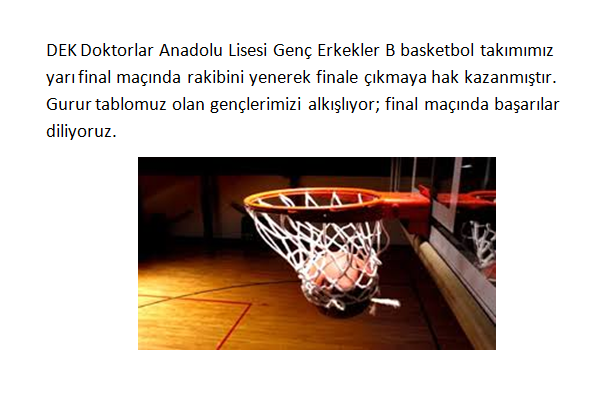 DEK Doktorlar Anadolu Lisesi Genç Erkekler B basketbol takımımız
yarı final maçında rakibini yenerek finale çıkmaya hak kazanmıştır.
Gurur tablomuz olan gençlerimizi alkışlıyor; final maçında başarılar
diliyoruz.